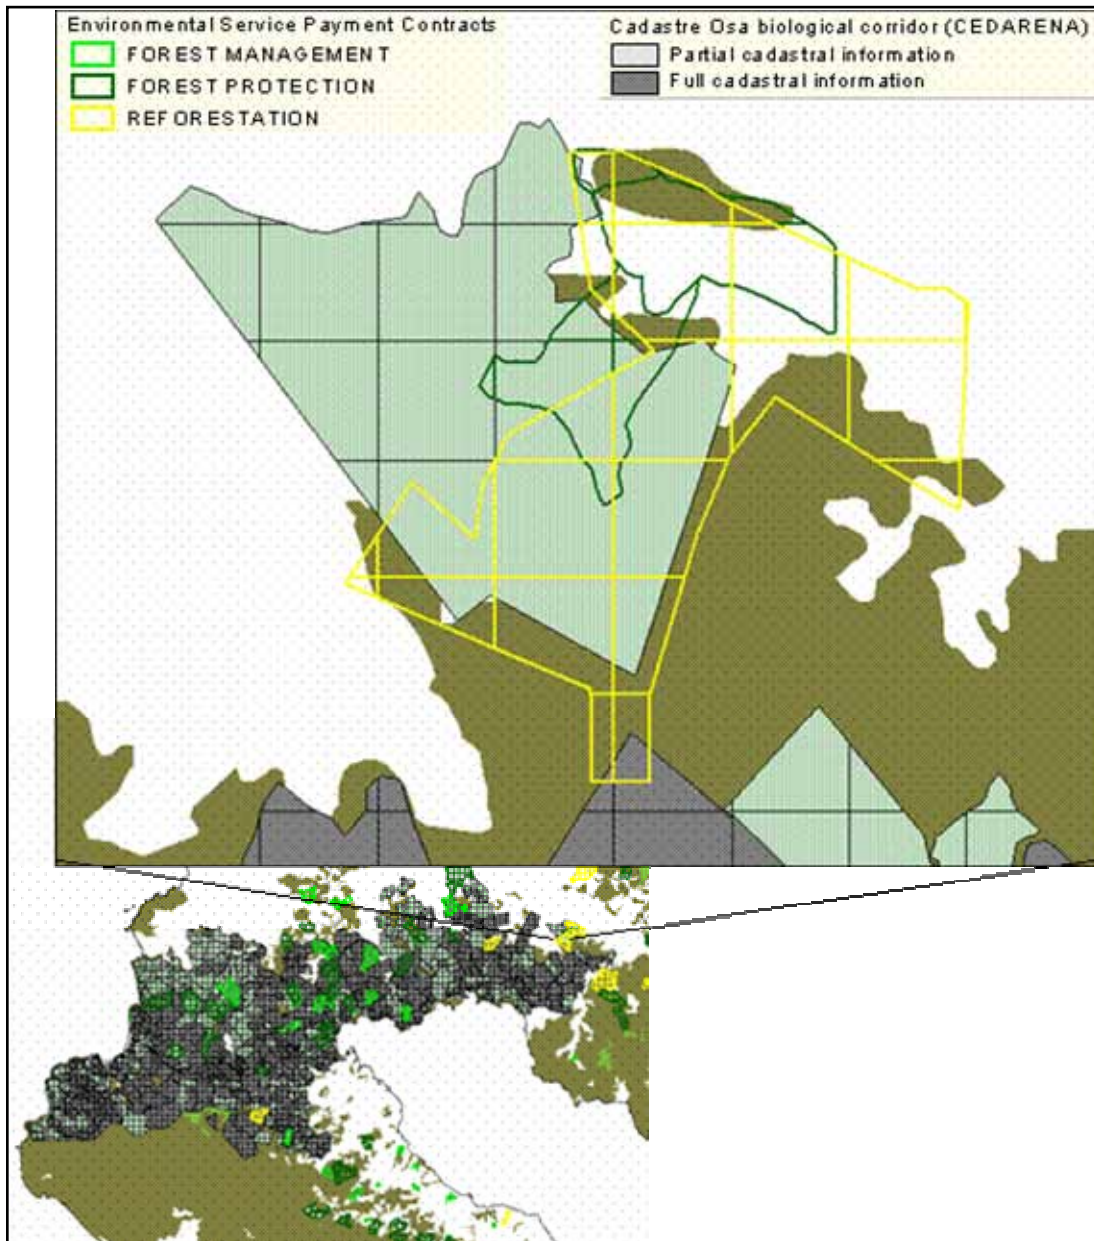 Environmental Service Payment Contracts
FOREST MANAGEMENT
FOREST PROTECTION
REFORESTATION
Cadastre Osa biological corridor (CEDARENA)
Partial cadastral information
Full cadastral information